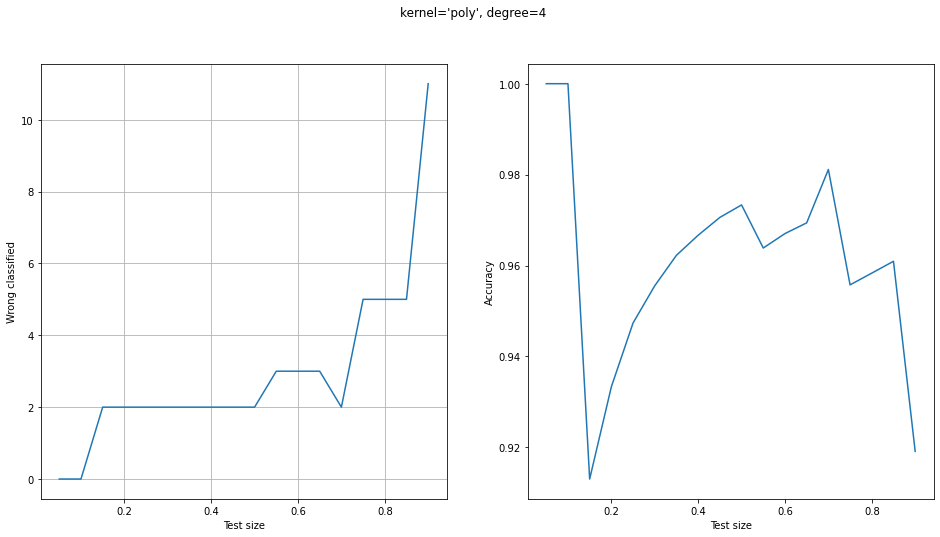 kernel='poly', degree=4
10
8
6
4
2
0
Wrong classified
0.2 0.4 0.6 0.8
Test size
1.00
0.98
0.96
0.94
0.92
Accuracy
0.2 0.4 0.6 0.8
Test size